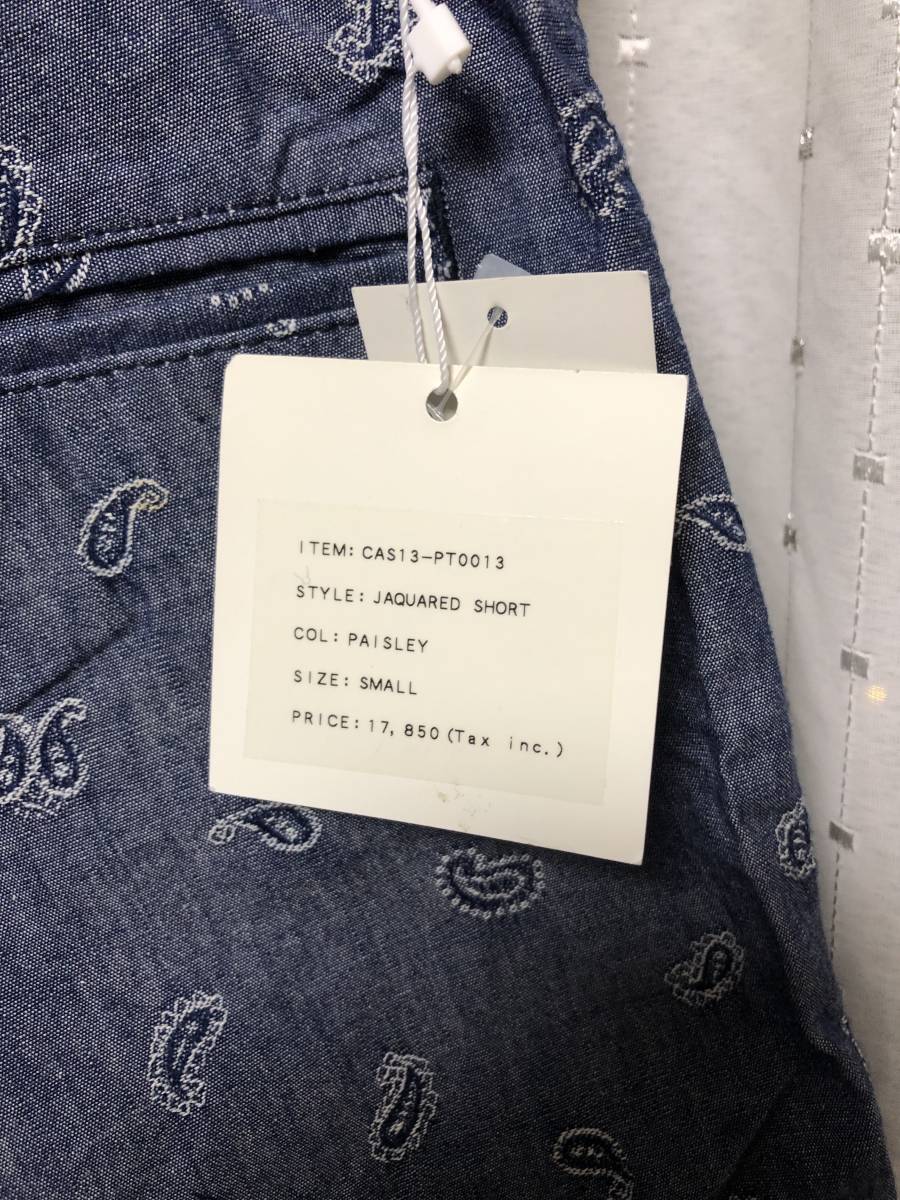 ITEM: CAS13-PT0013
STYLE: JAQUARED SHORT
COL: PAISLEY
SIZE: SMALL
PRICE: 17, 850 (Tax inc.)